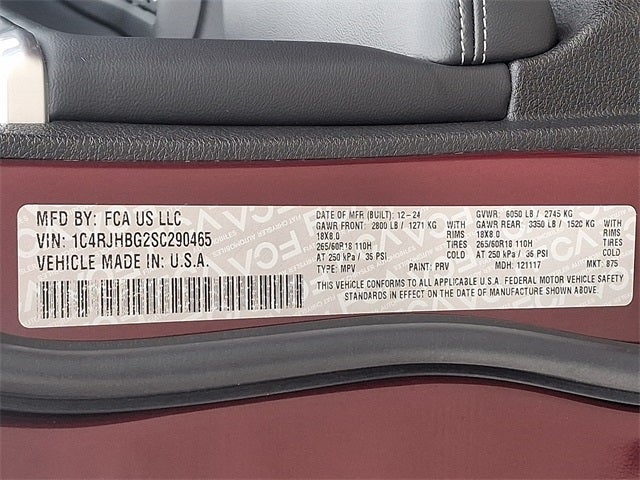 MFD BY: FCA US LLC
VIN: 1C4RJHBG2SC290465
VEHICLE MADE IN: U.S.A.
DATE OF MFR (BUILT): 12-24 GVWR: 6050 LB / 2745 KG
GAWR FRONT: 2800 LB / 1271 KG WITH GAWR REAR: 3350 LB / 1520 KG WITH
18X8.0 RIMS 18X8.0 RIMS
265/60R18 110H TIRES 265/60R18 110H TIRES
AT 250 kPa / 36 PSI COLD AT 250 kPa / 36 PSI COLD
TYPE: MPV PAINT: PRV MDH: 121117 MKT: 875
THIS VEHICLE CONFORMS TO ALL APPLICABLE U.S.A. FEDERAL MOTOR VEHICLE SAFETY
STANDARDS IN EFFECT ON THE DATE OF MANUFACTURE SHOWN ABOVE.